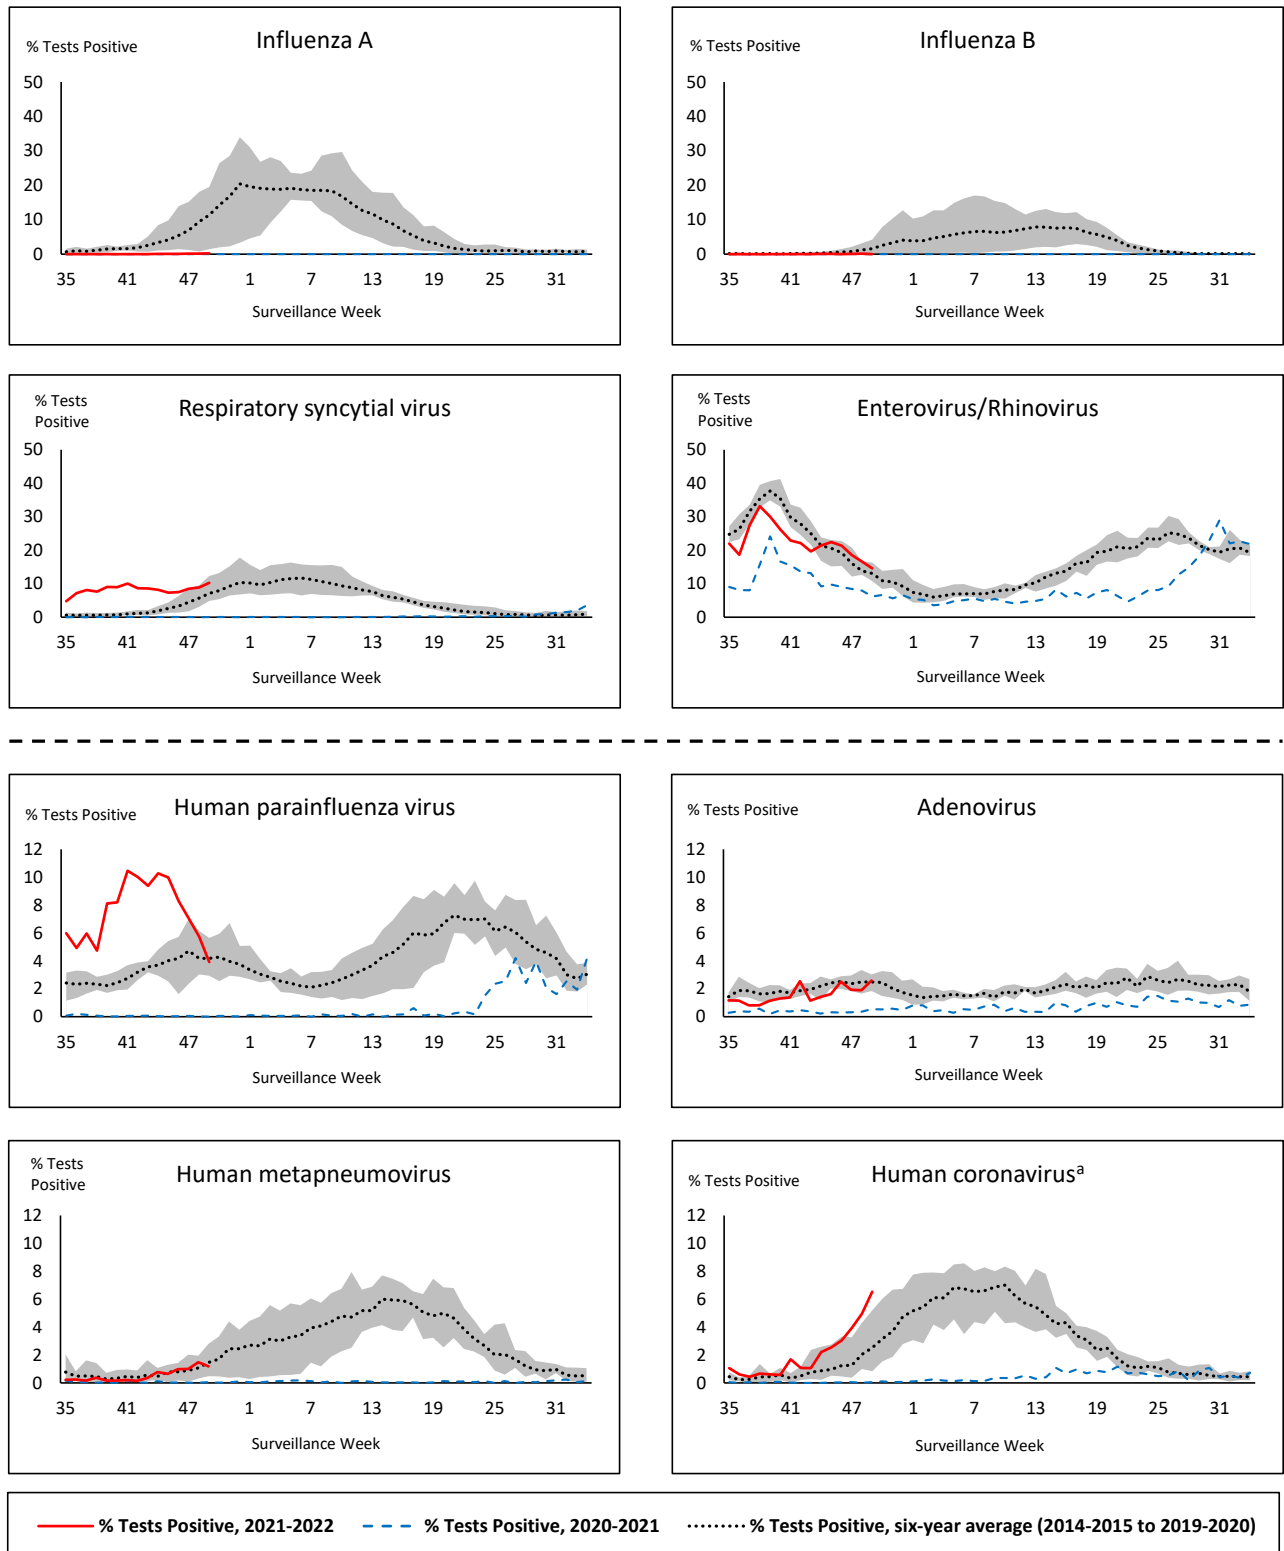 Influenza A
% Tests Positive
50
40
30
20
10
0
35 41 47 1 7 13 19 25 31
Surveillance Week
Influenza B
% Tests Positive
50
40
30
20
10
0
35 41 47 1 7 13 19 25 31
Surveillance Week
Respiratory syncytial virus
% Tests
Positive
50
40
30
20
10
0
35 41 47 1 7 13 19 25 31
Surveillance Week
Enterovirus/Rhinovirus
% Tests
Positive
50
40
30
20
10
0
35 41 47 1 7 13 19 25 31
Surveillance Week
Human parainfluenza virus
% Tests Positive
12
10
8
6
4
2
0
35 41 47 1 7 13 19 25 31
Surveillance Week
Adenovirus
% Tests Positive
12
10
8
6
4
2
0
35 41 47 1 7 13 19 25 31
Surveillance Week
Human metapneumovirus
% Tests
Positive
12
10
8
6
4
2
0
35 41 47 1 7 13 19 25 31
Surveillance Week
Human coronavirusª
% Tests Positive
12
10
8
6
4
2
0
35 41 47 1 7 13 19 25 31
Surveillance Week
% Tests Positive, 2021-2022 % Tests Positive, 2020-2021 % Tests Positive, six-year average (2014-2015 to 2019-2020)